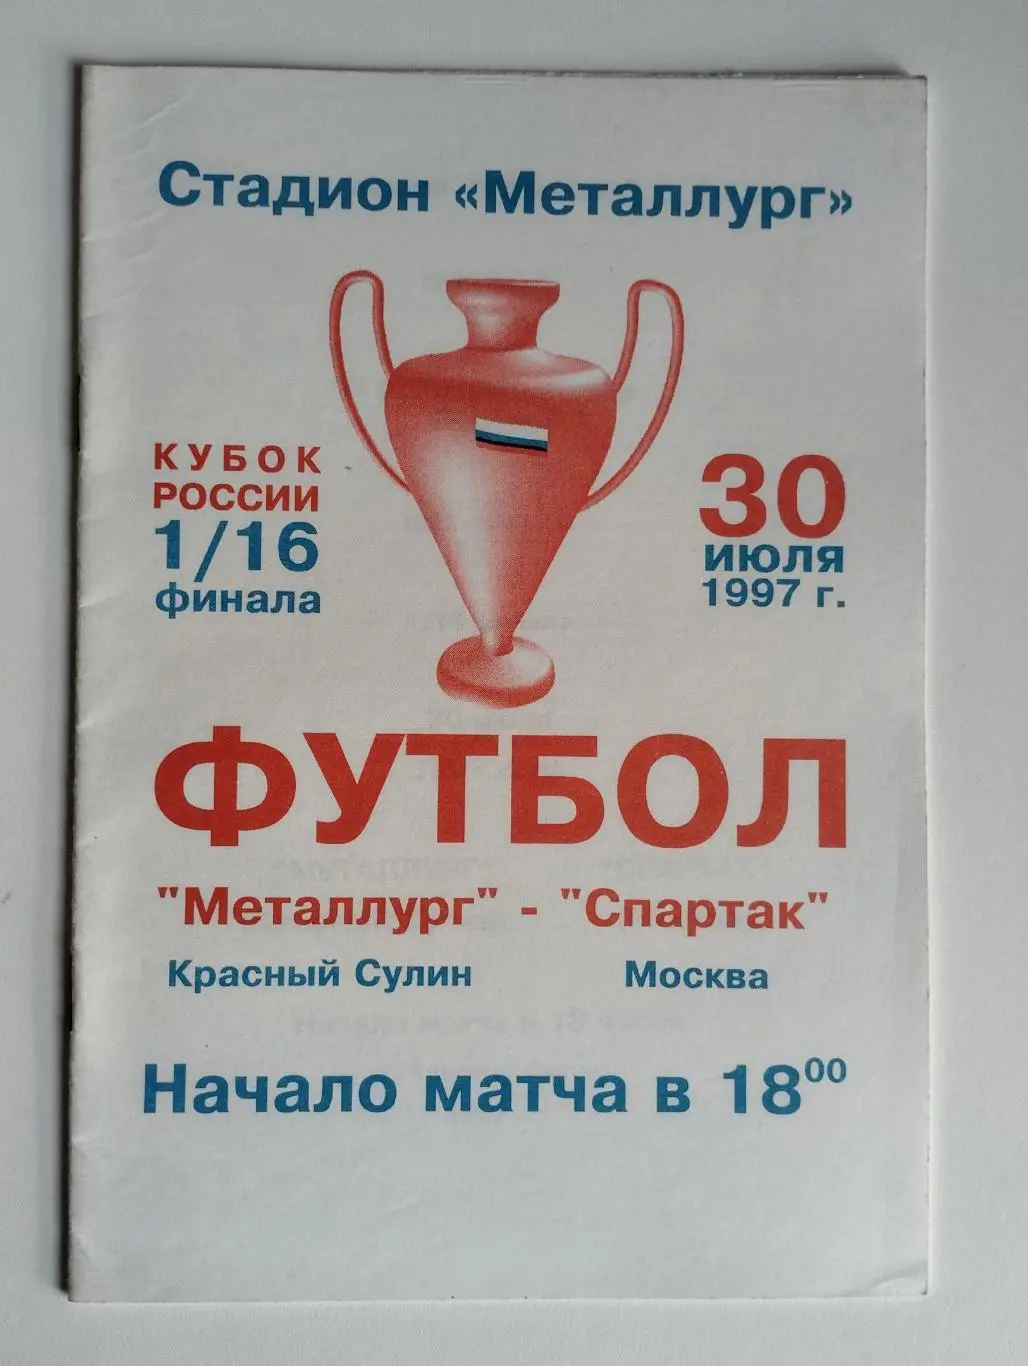 Стадион «Металлург»
КУБОК
РОССИИ
1/16
финала
30
ИЮЛЯ
1997 г.
ФУТБОЛ
"Металлург" - "Спартак"
Красный Сулин Москва
Начало матча в 18⁰⁰